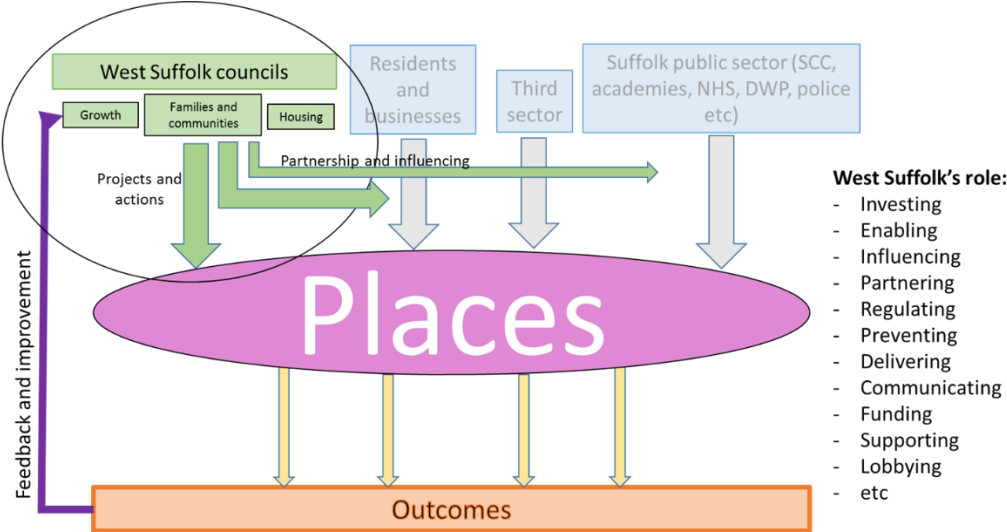 West Suffolk councils
Growth
Families and
communities
Housing
Residents
and
businesses
Third
sector
Suffolk public sector (SCC,
academies, NHS, DWP, police
etc)
Partnership and influencing
Projects and
actions
Places
Feedback and improvement
Outcomes
West Suffolk’s role:
- Investing
- Enabling
- Influencing
- Partnering
- Regulating
- Preventing
- Delivering
- Communicating
- Funding
- Supporting
- Lobbying
- etc